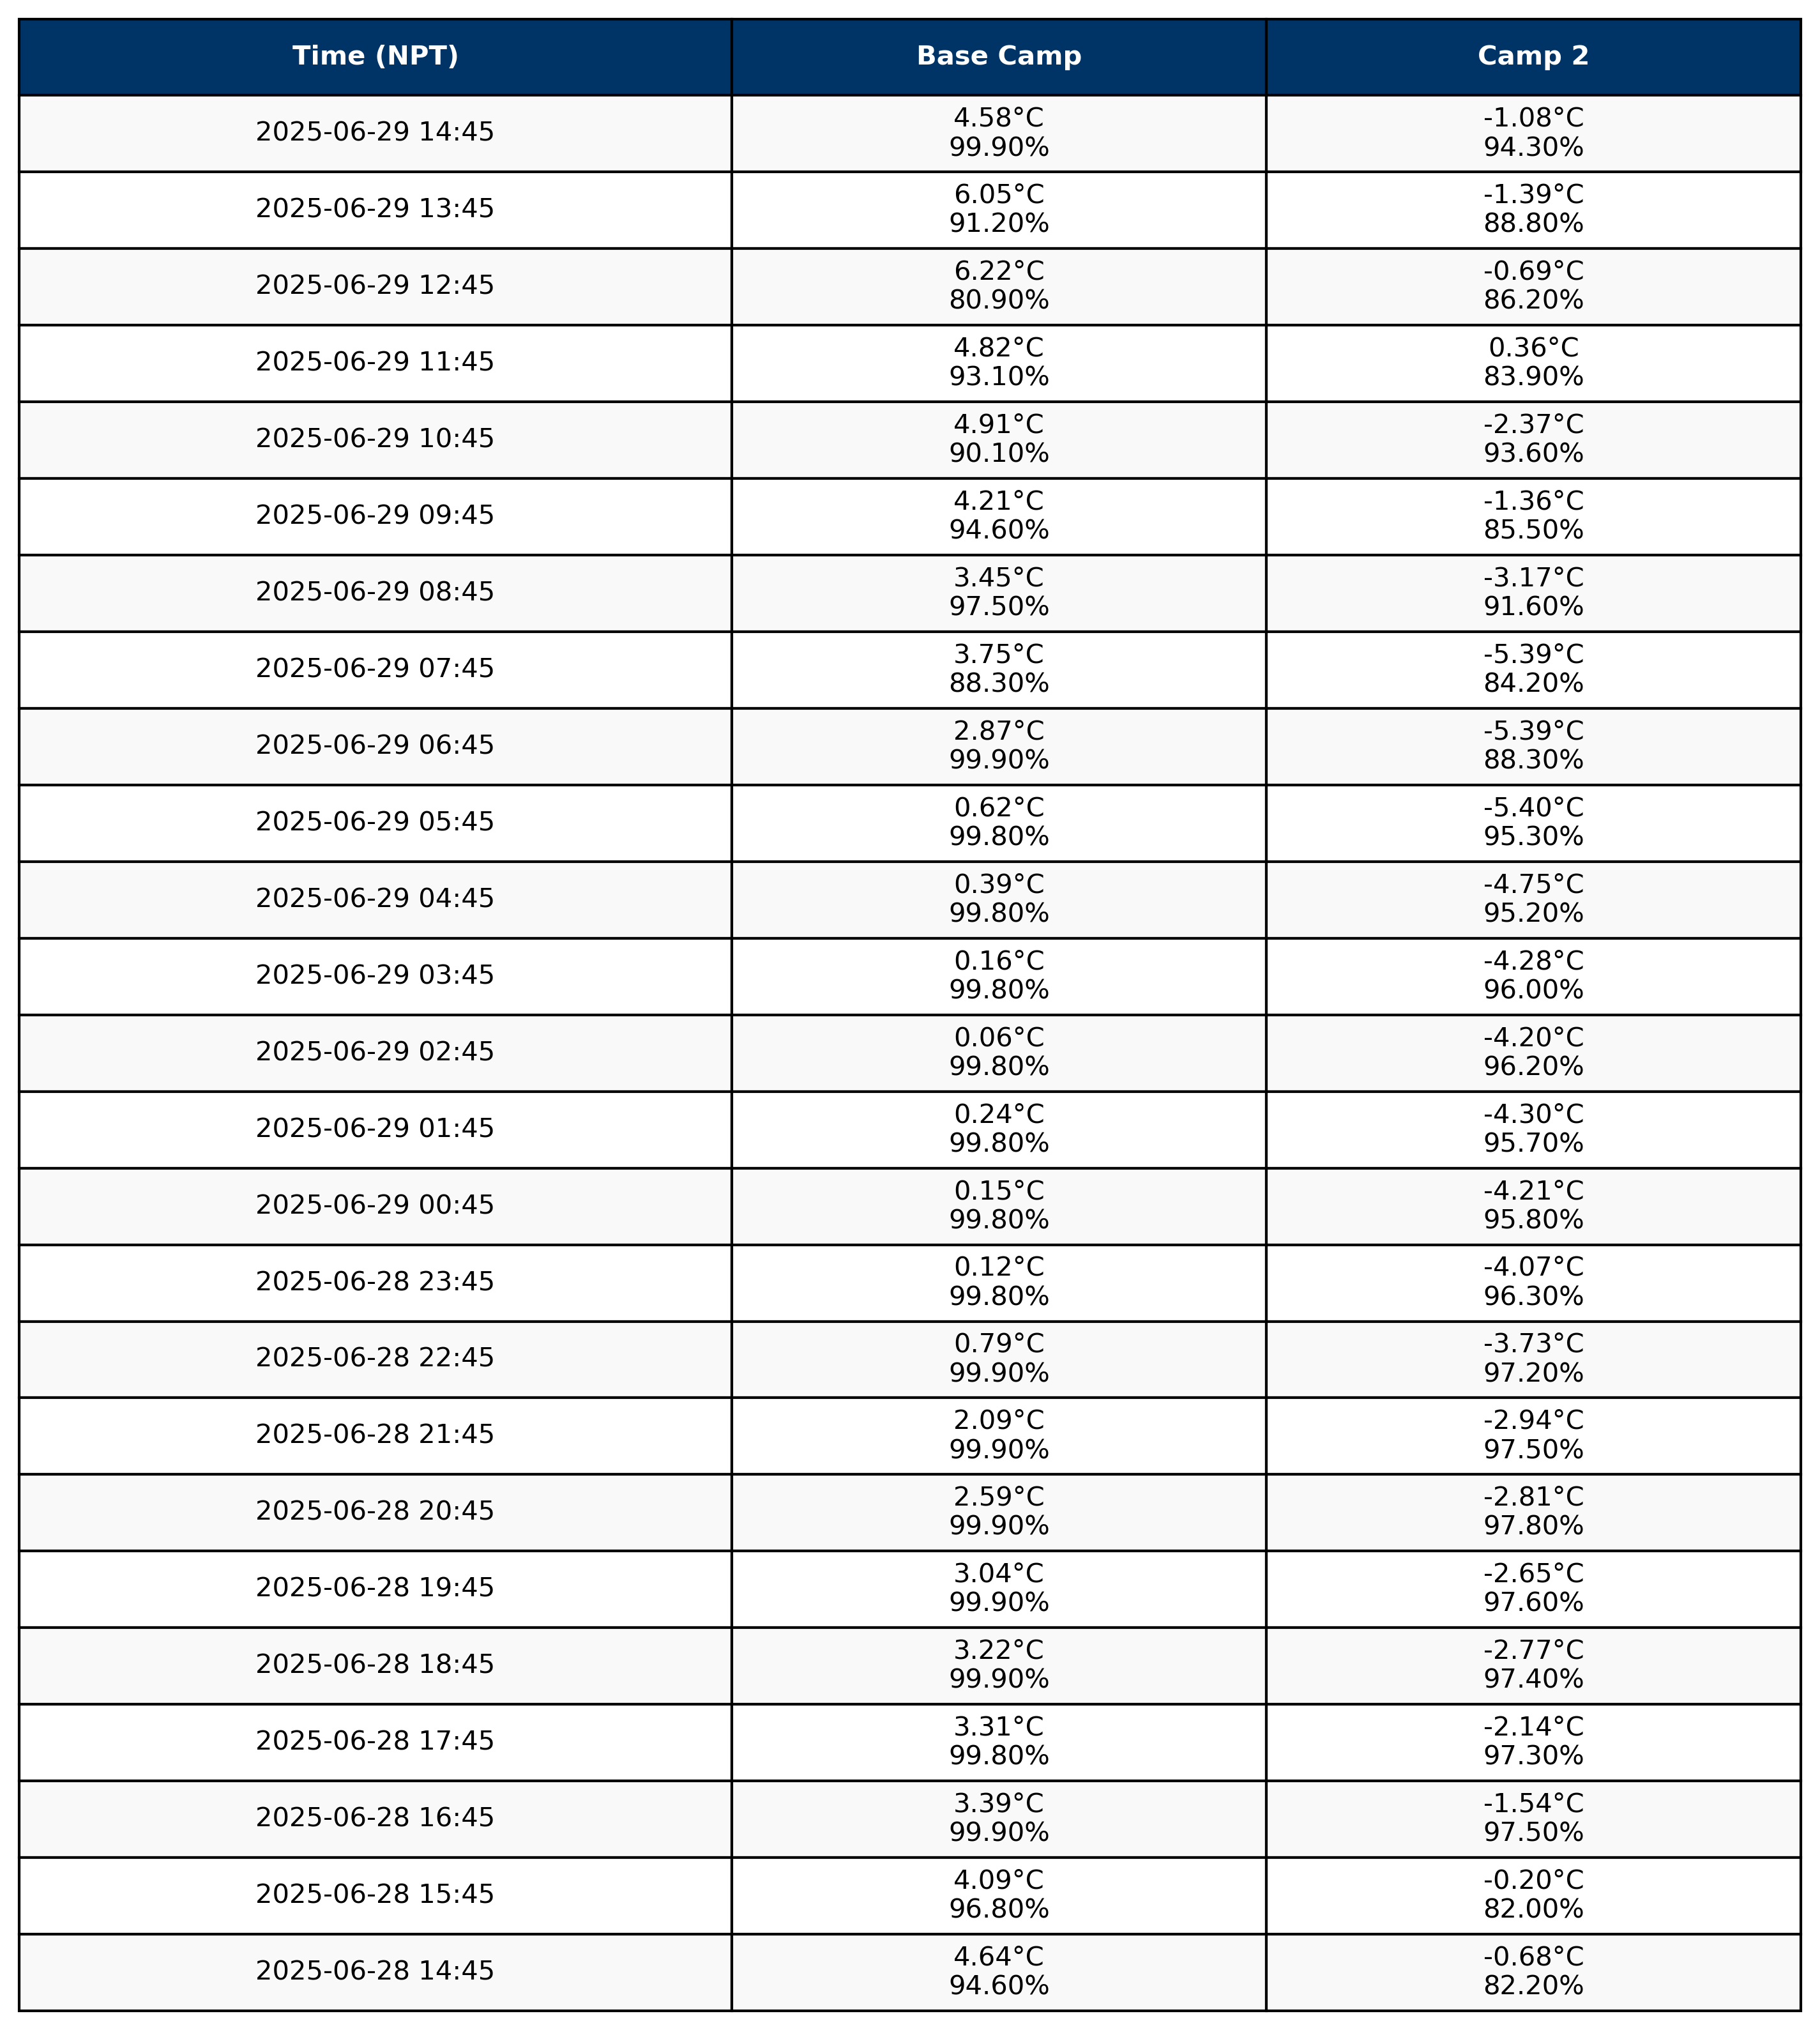 Time (NPT) Base Camp Camp 2
2025-06-29 14:45 4.58°C -1.08°C
99.90% 94.30%
2025-06-29 13:45 6.05°C -1.39°C
91.20% 88.80%
2025-06-29 12:45 6.22°C -0.69°C
80.90% 86.20%
2025-06-29 11:45 4.82°C 0.36°C
93.10% 83.90%
2025-06-29 10:45 4.91°C -2.37°C
90.10% 93.60%
2025-06-29 09:45 4.21°C -1.36°C
94.60% 85.50%
2025-06-29 08:45 3.45°C -3.17°C
97.50% 91.60%
2025-06-29 07:45 3.75°C -5.39°C
88.30% 84.20%
2025-06-29 06:45 2.87°C -5.39°C
99.90% 88.30%
2025-06-29 05:45 0.62°C -5.40°C
99.80% 95.30%
2025-06-29 04:45 0.39°C -4.75°C
99.80% 95.20%
2025-06-29 03:45 0.16°C -4.28°C
99.80% 96.00%
2025-06-29 02:45 0.06°C -4.20°C
99.80% 96.20%
2025-06-29 01:45 0.24°C -4.30°C
99.80% 95.70%
2025-06-29 00:45 0.15°C -4.21°C
99.80% 95.80%
2025-06-28 23:45 0.12°C -4.07°C
99.80% 96.30%
2025-06-28 22:45 0.79°C -3.73°C
99.90% 97.20%
2025-06-28 21:45 2.09°C -2.94°C
99.90% 97.50%
2025-06-28 20:45 2.59°C -2.81°C
99.90% 97.80%
2025-06-28 19:45 3.04°C -2.65°C
99.90% 97.60%
2025-06-28 18:45 3.22°C -2.77°C
99.90% 97.40%
2025-06-28 17:45 3.31°C -2.14°C
99.80% 97.30%
2025-06-28 16:45 3.39°C -1.54°C
99.90% 97.50%
2025-06-28 15:45 4.09°C -0.20°C
96.80% 82.00%
2025-06-28 14:45 4.64°C -0.68°C
94.60% 82.20%